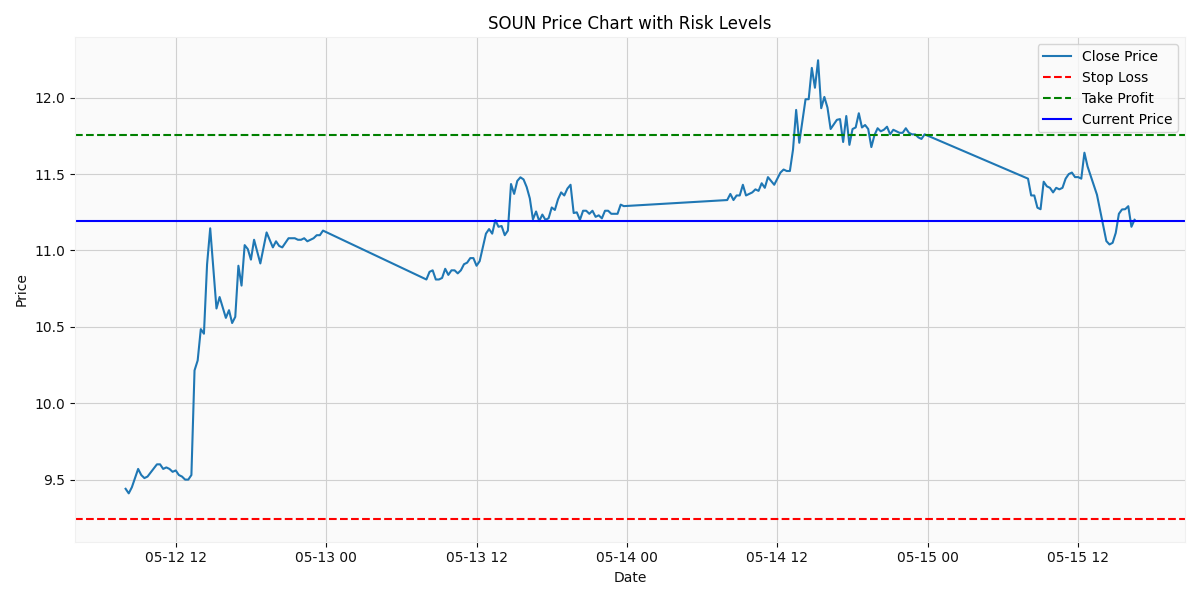 SOUN Price Chart with Risk Levels
Close Price
Stop Loss
Take Profit
Current Price
12.0
11.5
11.0
10.5
10.0
9.5
Price
05-12 12
05-13 00
05-13 12
05-14 00
05-14 12
05-15 00
05-15 12
Date